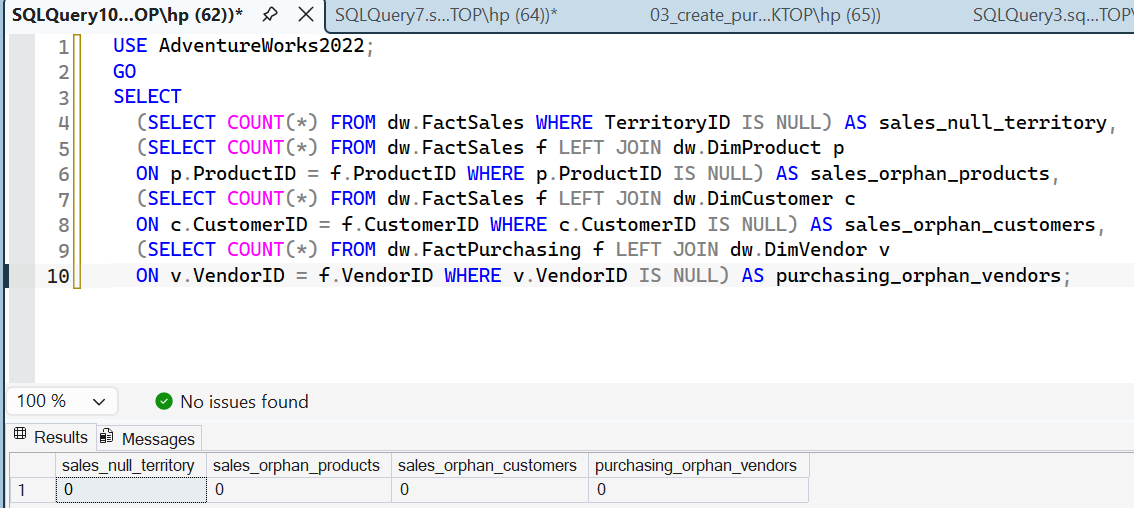 SQLQuery10...OP\hp (62))* SQLQuery7.s...TOP\hp (64))* 03_create_pur...KTOP\hp (65)) SQLQuery3.sq...TOP\
1 USE AdventureWorks2022;
2 GO
3 SELECT
4 (SELECT COUNT(*) FROM dw.FactSales WHERE TerritoryID IS NULL) AS sales_null_territory,
5 (SELECT COUNT(*) FROM dw.FactSales f LEFT JOIN dw.DimProduct p
6 ON p.ProductID = f.ProductID WHERE p.ProductID IS NULL) AS sales_orphan_products,
7 (SELECT COUNT(*) FROM dw.FactSales f LEFT JOIN dw.DimCustomer c
8 ON c.CustomerID = f.CustomerID WHERE c.CustomerID IS NULL) AS sales_orphan_customers,
9 (SELECT COUNT(*) FROM dw.FactPurchasing f LEFT JOIN dw.DimVendor v
10 ON v.VendorID = f.VendorID WHERE v.VendorID IS NULL) AS purchasing_orphan_vendors;
100 % No issues found
Results Messages
sales_null_territory sales_orphan_products sales_orphan_customers purchasing_orphan_vendors
1 0 0 0 0